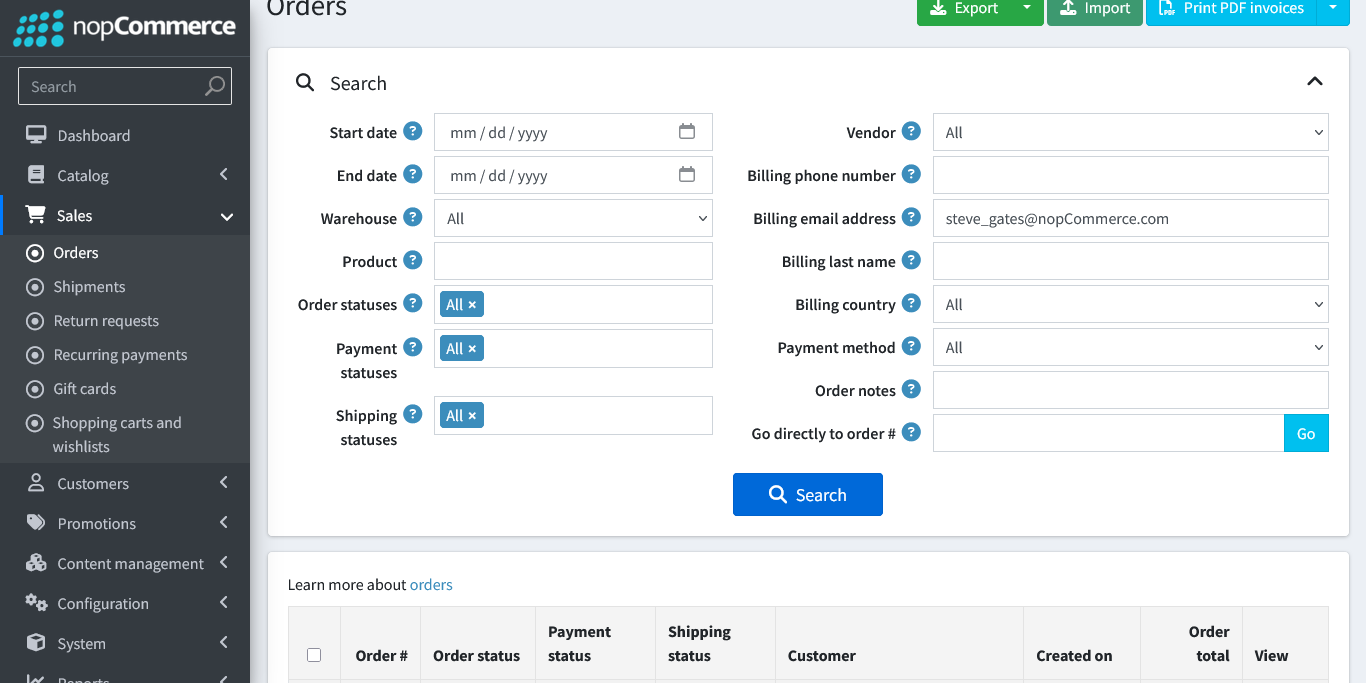 nopCommerce
Search
Dashboard
Catalog
Sales
Orders
Shipments
Return requests
Recurring payments
Gift cards
Shopping carts and
wishlists
Customers
Promotions
Content management
Configuration
System
Reports
Orders
Export
Import
Print PDF invoices
Search
Start date ? mm / dd / yyyy
End date ? mm / dd / yyyy
Warehouse ? All
Product ?
Order statuses ? All ×
Payment
statuses ? All ×
Shipping
statuses ? All ×
Vendor ? All
Billing phone number ?
Billing email address ? steve_gates@nopCommerce.com
Billing last name ?
Billing country ? All
Payment method ? All
Order notes ?
Go directly to order # ? Go
Search
Learn more about orders
Order #
Order status
Payment
status
Shipping
status
Customer
Created on
Order
total
View